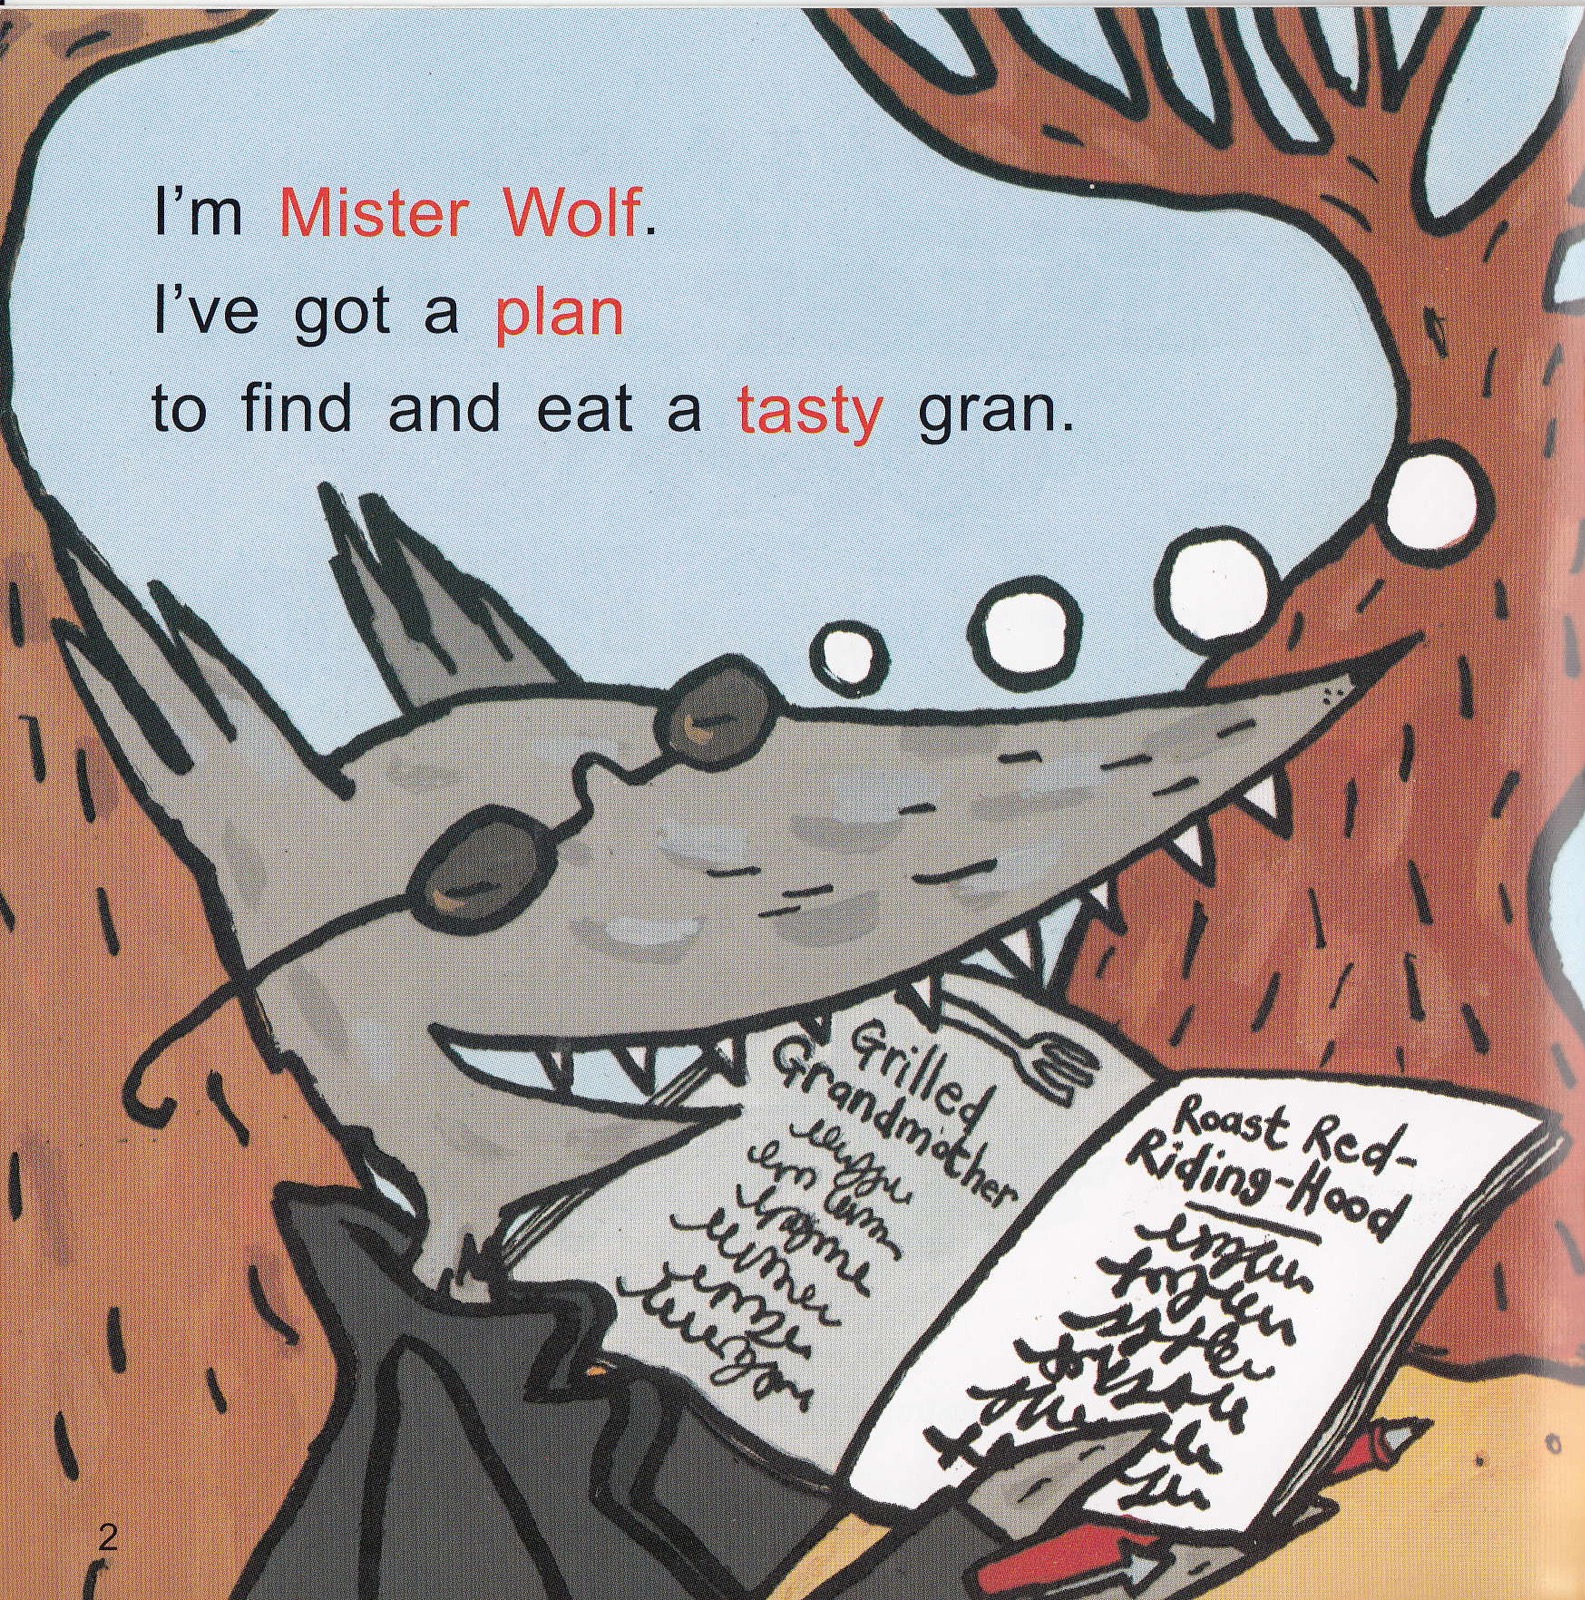 I'm Mister Wolf.
I've got a plan
to find and eat a tasty gran.
Grilled
Grandmother
Roast Red-
Riding-Hood
2